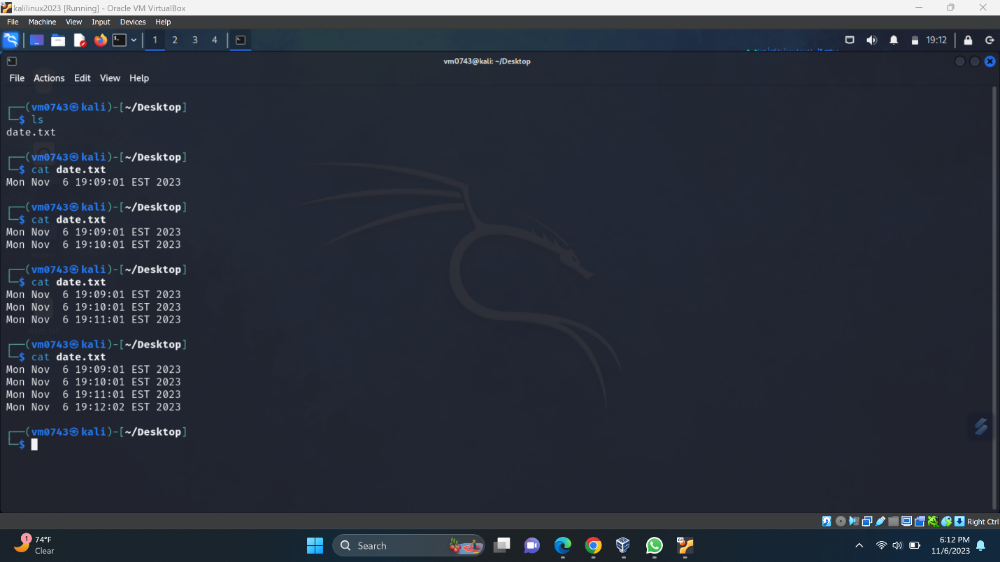 kalilinux2023 [Running] - Oracle VM VirtualBox
File Machine View Input Devices Help
1 2 3 4 19:12
vm0743@kali: ~/Desktop
File Actions Edit View Help
┌──(vm0743㉿kali)-[~/Desktop]
└─$ ls
date.txt
┌──(vm0743㉿kali)-[~/Desktop]
└─$ cat date.txt
Mon Nov  6 19:09:01 EST 2023
┌──(vm0743㉿kali)-[~/Desktop]
└─$ cat date.txt
Mon Nov  6 19:09:01 EST 2023
Mon Nov  6 19:10:01 EST 2023
┌──(vm0743㉿kali)-[~/Desktop]
└─$ cat date.txt
Mon Nov  6 19:09:01 EST 2023
Mon Nov  6 19:10:01 EST 2023
Mon Nov  6 19:11:01 EST 2023
┌──(vm0743㉿kali)-[~/Desktop]
└─$ cat date.txt
Mon Nov  6 19:09:01 EST 2023
Mon Nov  6 19:10:01 EST 2023
Mon Nov  6 19:11:01 EST 2023
Mon Nov  6 19:12:02 EST 2023
┌──(vm0743㉿kali)-[~/Desktop]
└─$
Right Ctrl
1
74°F
Clear
Search
6:12 PM
11/6/2023